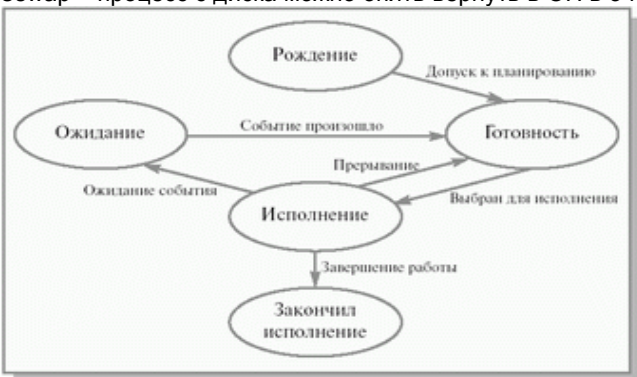 Рождение
Допуск к планированию
Ожидание
Событие произошло
Готовность
Прерывание
Ожидание события
Выбран для исполнения
Исполнение
Завершение работы
Закончил
исполнение